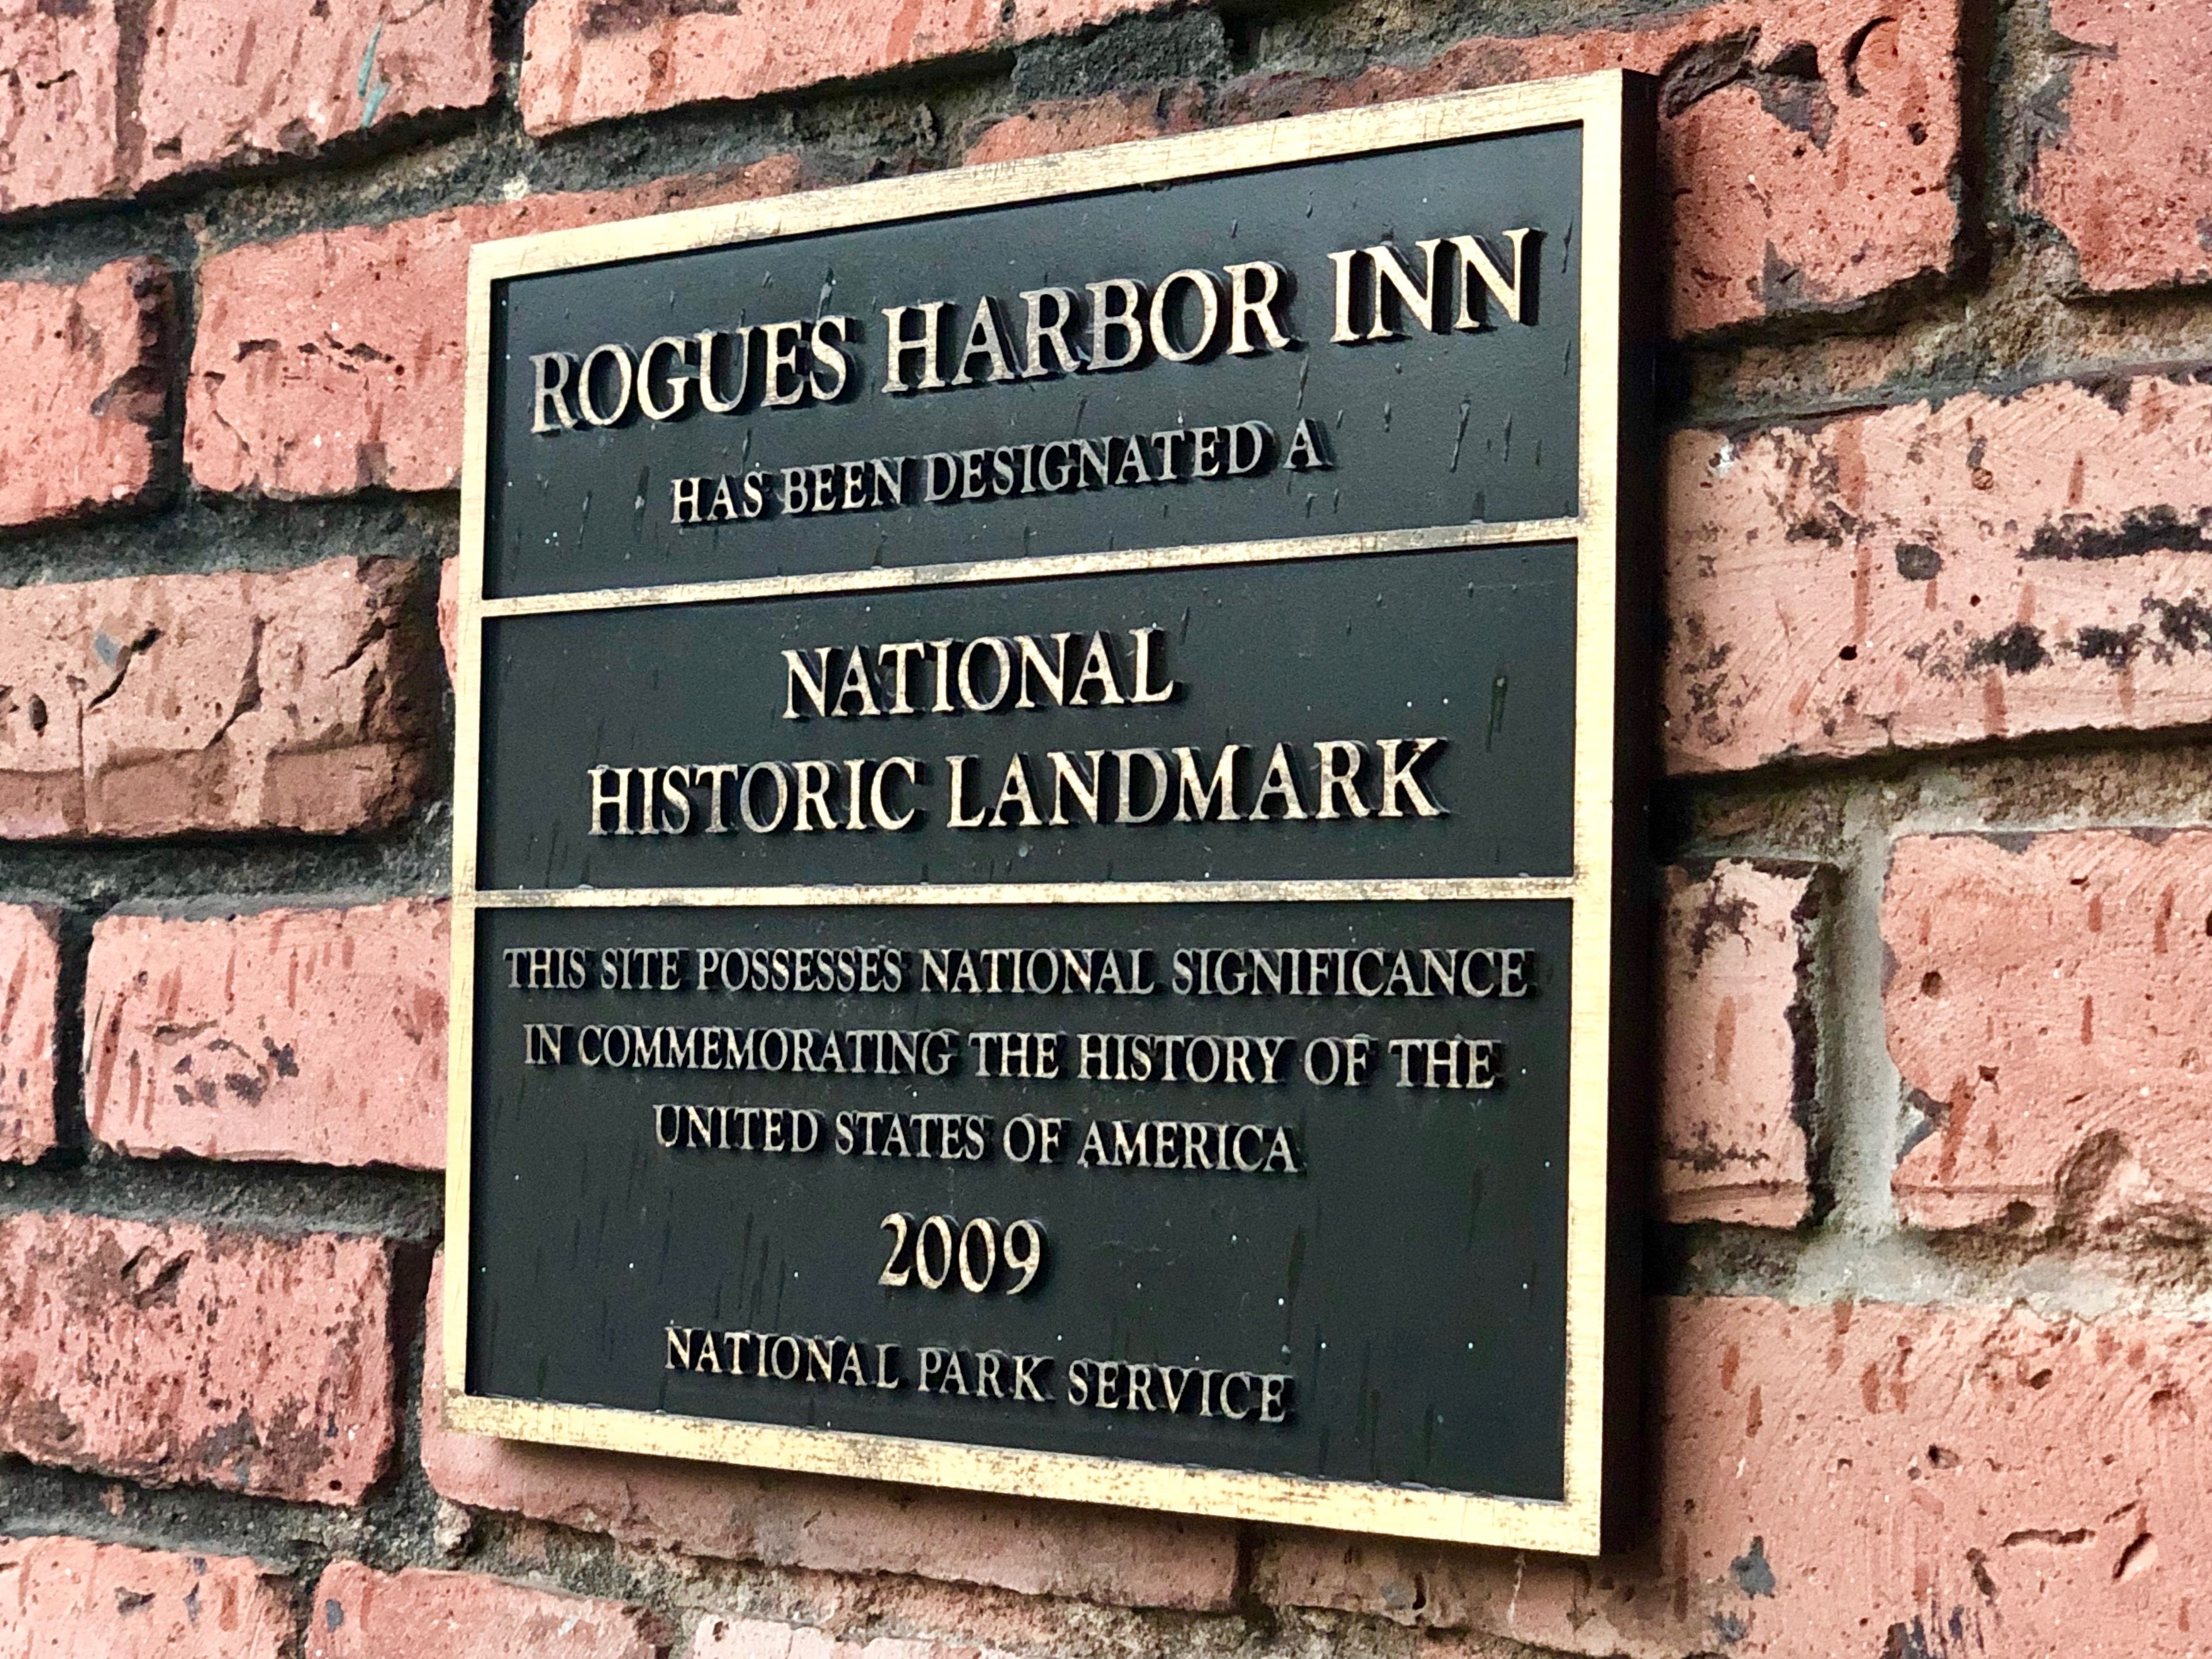 ROGUES HARBOR INN
HAS BEEN DESIGNATED A
NATIONAL
HISTORIC LANDMARK
THIS SITE POSSESSES NATIONAL SIGNIFICANCE
IN COMMEMORATING THE HISTORY OF THE
UNITED STATES OF AMERICA
2009
NATIONAL PARK SERVICE